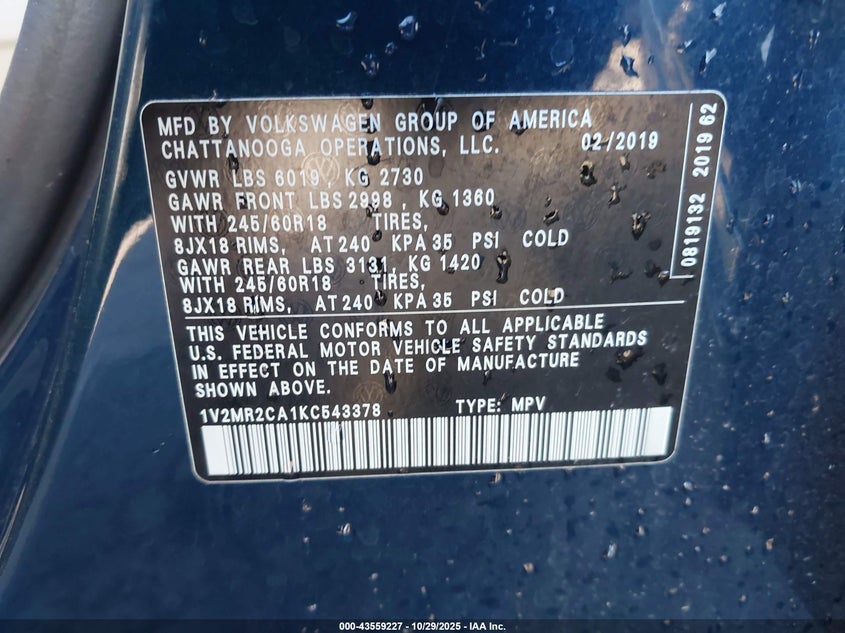 MFD BY VOLKSWAGEN GROUP OF AMERICA
CHATTANOOGA OPERATIONS, LLC. 02/2019
GVWR LBS 6019, KG 2730
GAWR FRONT LBS 2998, KG 1360
WITH 245/60R18 TIRES,
8JX18 RIMS, AT 240 KPA 35 PSI COLD
GAWR REAR LBS 3131, KG 1420
WITH 245/60R18 TIRES,
8JX18 RIMS, AT 240 KPA 35 PSI COLD
THIS VEHICLE CONFORMS TO ALL APPLICABLE
U.S. FEDERAL MOTOR VEHICLE SAFETY STANDARDS
IN EFFECT ON THE DATE OF MANUFACTURE
SHOWN ABOVE.
1V2MR2CA1KC543378 TYPE: MPV
0819132 2019 62
000-43559227 - 10/29/2025 - IAA Inc.